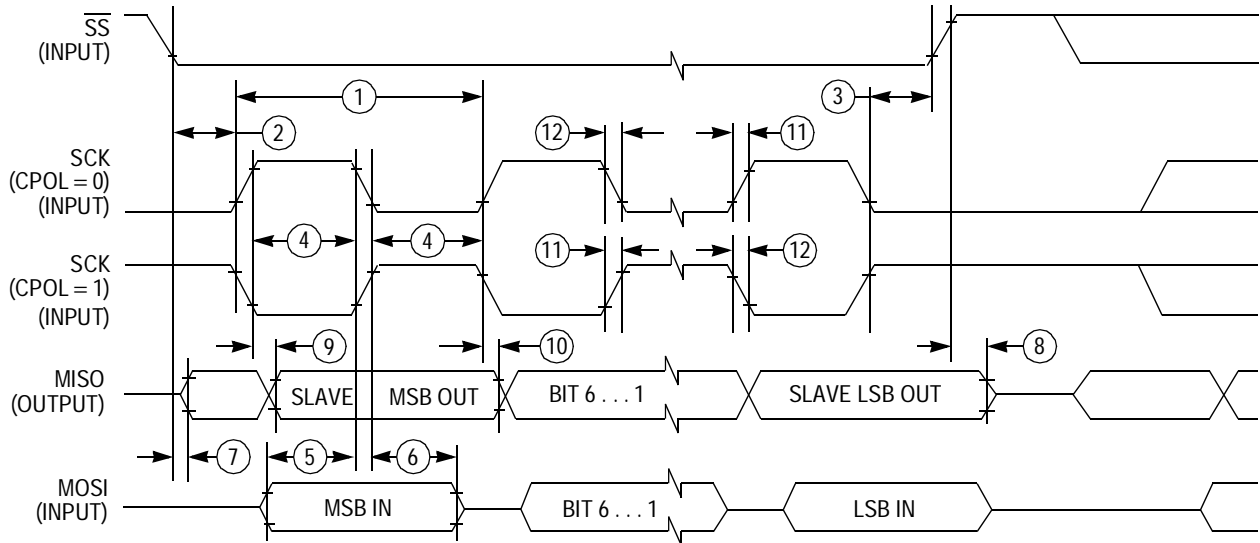 SS
(INPUT)
1
3
2
12
11
SCK
(CPOL = 0)
(INPUT)
4
4
11
12
SCK
(CPOL = 1)
(INPUT)
9
10
8
MISO
(OUTPUT)
SLAVE
MSB OUT
BIT 6 . . . 1
SLAVE LSB OUT
7
5
6
MOSI
(INPUT)
MSB IN
BIT 6 . . . 1
LSB IN